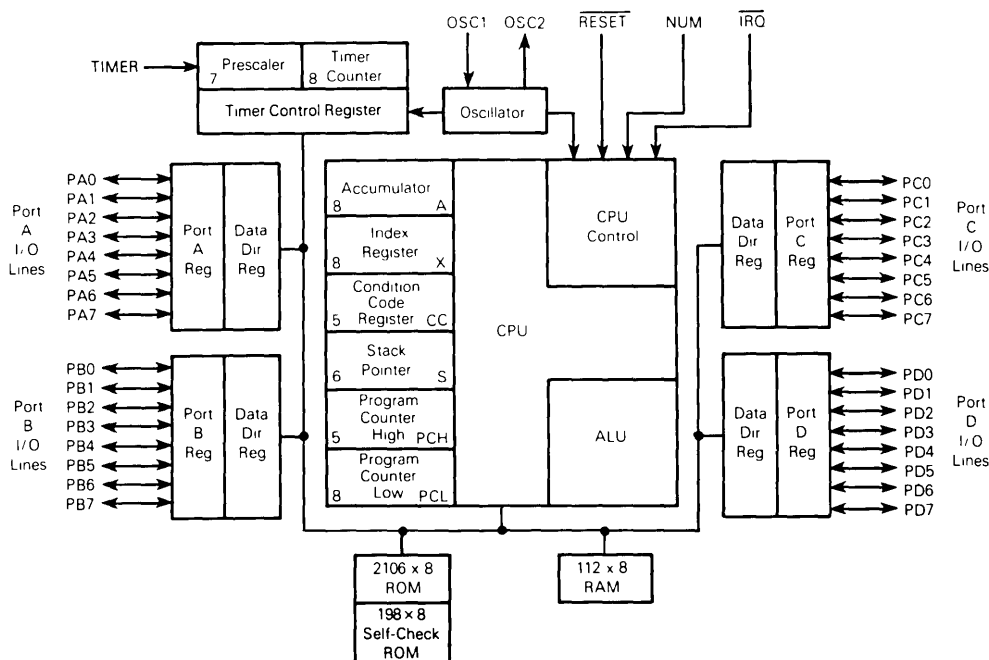 OSC1 OSC2 RESET NUM IRQ
TIMER
Prescaler
7
Timer
8 Counter
Timer Control Register
Oscillator
Port
A
I/O
Lines
PA0
PA1
PA2
PA3
PA4
PA5
PA6
PA7
Port
A
Reg
Data
Dir
Reg
Port
B
I/O
Lines
PB0
PB1
PB2
PB3
PB4
PB5
PB6
PB7
Port
B
Reg
Data
Dir
Reg
Accumulator
8 A
Index
Register
8 X
Condition
Code
Register
5 CC
Stack
Pointer
6 S
Program
Counter
High
5 PCH
Program
Counter
Low
8 PCL
CPU
CPU
Control
ALU
Data
Dir
Reg
Port
C
Reg
PC0
PC1
PC2
PC3
PC4
PC5
PC6
PC7
Port
C
I/O
Lines
Data
Dir
Reg
Port
D
Reg
PD0
PD1
PD2
PD3
PD4
PD5
PD6
PD7
Port
D
I/O
Lines
2106 x 8
ROM
198 x 8
Self-Check
ROM
112 x 8
RAM